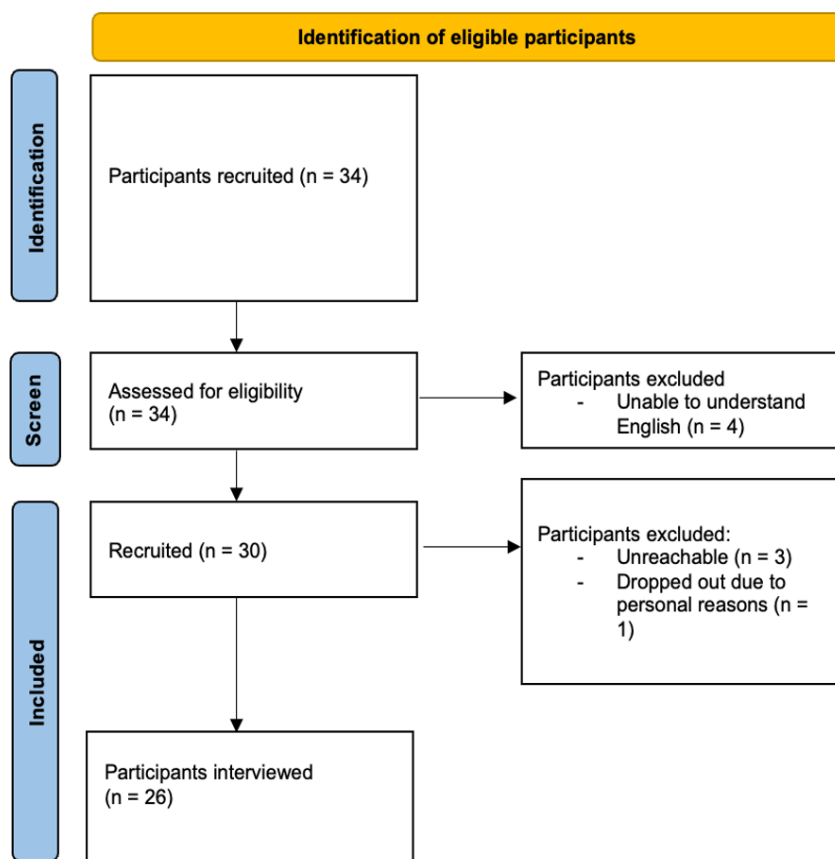 Identification of eligible participants
Identification
Participants recruited (n = 34)
Screen
Assessed for eligibility
(n = 34)
Participants excluded
- Unable to understand
English (n = 4)
Included
Recruited (n = 30)
Participants excluded:
- Unreachable (n = 3)
- Dropped out due to
personal reasons (n =
1)
Participants interviewed
(n = 26)